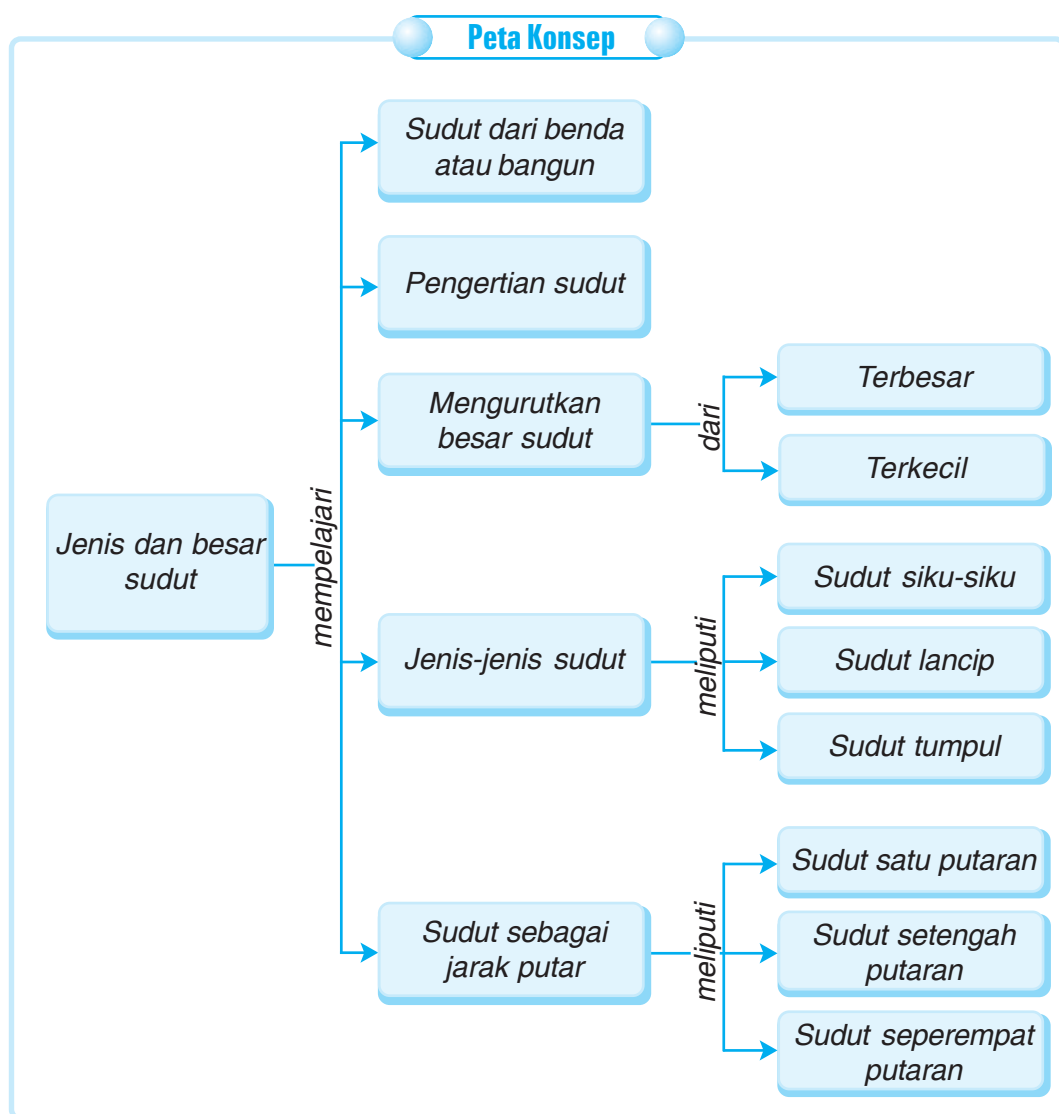 Peta Konsep
Jenis dan besar
sudut
mempelajari
Sudut dari benda
atau bangun
Pengertian sudut
Mengurutkan
besar sudut
dari
Terbesar
Terkecil
Jenis-jenis sudut
meliputi
Sudut siku-siku
Sudut lancip
Sudut tumpul
Sudut sebagai
jarak putar
meliputi
Sudut satu putaran
Sudut setengah
putaran
Sudut seperempat
putaran